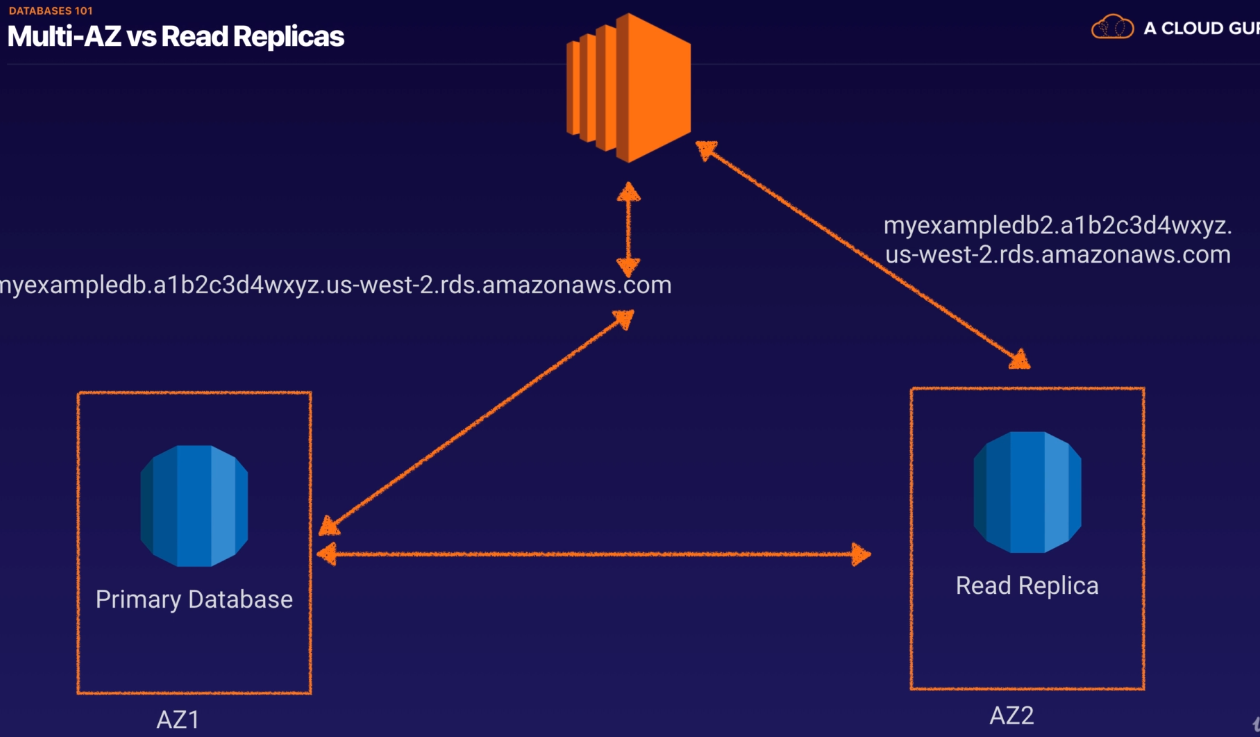 DATABASES 101
Multi-AZ vs Read Replicas
A CLOUD GUR
myexampledb2.a1b2c3d4wxyz.
us-west-2.rds.amazonaws.com
myexampledb.a1b2c3d4wxyz.us-west-2.rds.amazonaws.com
Primary Database
Read Replica
AZ1
AZ2